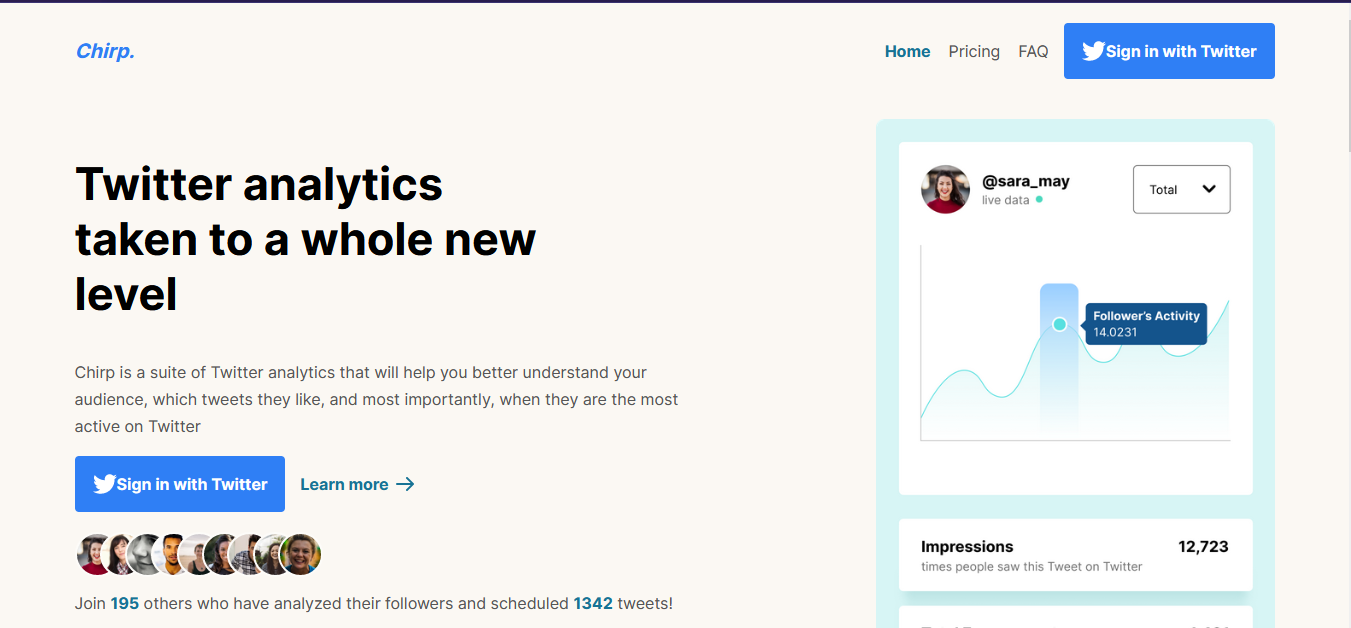 Chirp.
Home Pricing FAQ Sign in with Twitter
Twitter analytics
taken to a whole new
level
Chirp is a suite of Twitter analytics that will help you better understand your
audience, which tweets they like, and most importantly, when they are the most
active on Twitter
Sign in with Twitter Learn more
Join 195 others who have analyzed their followers and scheduled 1342 tweets!
@sara_may
live data
Total
Follower's Activity
14.0231
Impressions 12,723
times people saw this Tweet on Twitter